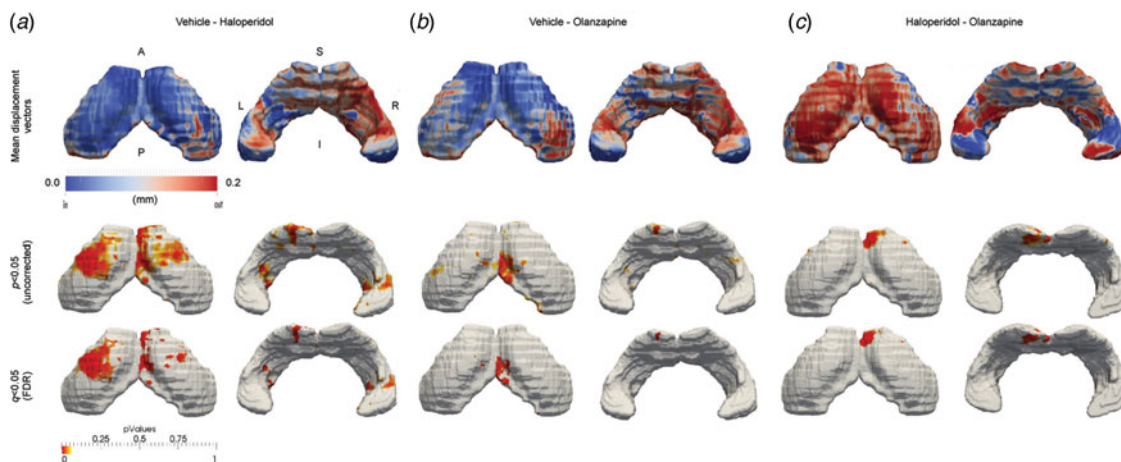 (a) Vehicle - Haloperidol (b) Vehicle - Olanzapine (c) Haloperidol - Olanzapine
A S
Mean displacement
vectors
L R
P I
0.0 0.2
(mm)
p<0.05
(uncorrected)
q<0.05
(FDR)
pValues
0.25 0.5 0.75
0 1